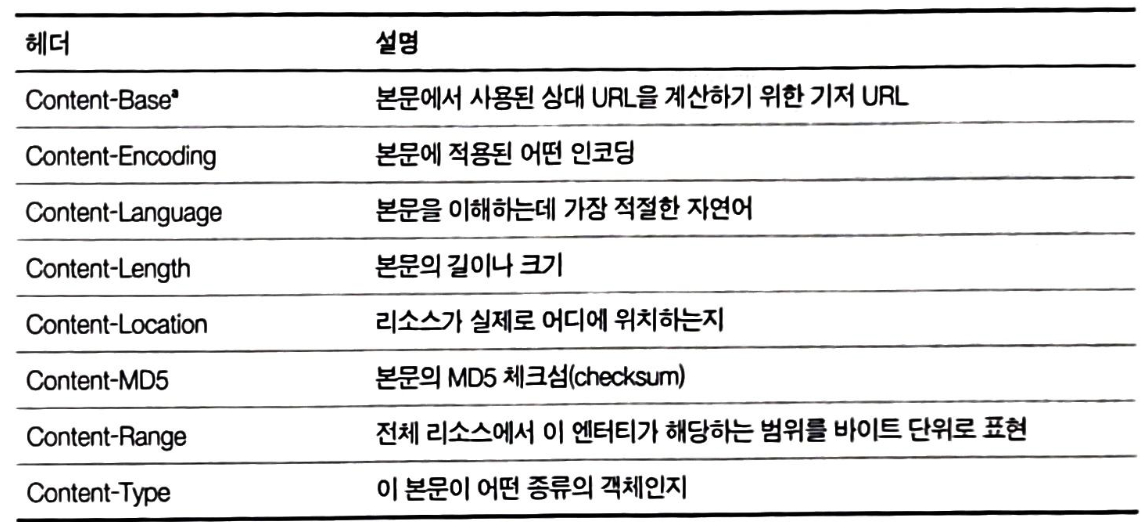 헤더 설명
Content-Baseª 본문에서 사용된 상대 URL을 계산하기 위한 기저 URL
Content-Encoding 본문에 적용된 어떤 인코딩
Content-Language 본문을 이해하는데 가장 적절한 자연어
Content-Length 본문의 길이나 크기
Content-Location 리소스가 실제로 어디에 위치하는지
Content-MD5 본문의 MD5 체크섬(checksum)
Content-Range 전체 리소스에서 이 엔터티가 해당하는 범위를 바이트 단위로 표현
Content-Type 이 본문이 어떤 종류의 객체인지